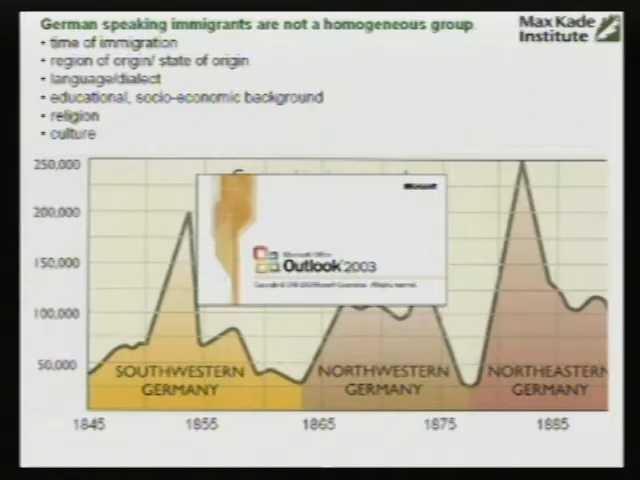 German speaking immigrants are not a homogeneous group
Max Kade
Institute
• time of immigration
• region of origin/ state of origin
• language/dialect
• educational, socio-economic background
• religion
• culture
250,000
200,000
150,000
100,000
50,000
Microsoft Office
Outlook 2003
SOUTHWESTERN
GERMANY
NORTHWESTERN
GERMANY
NORTHEASTERN
GERMANY
1845
1855
1865
1875
1885